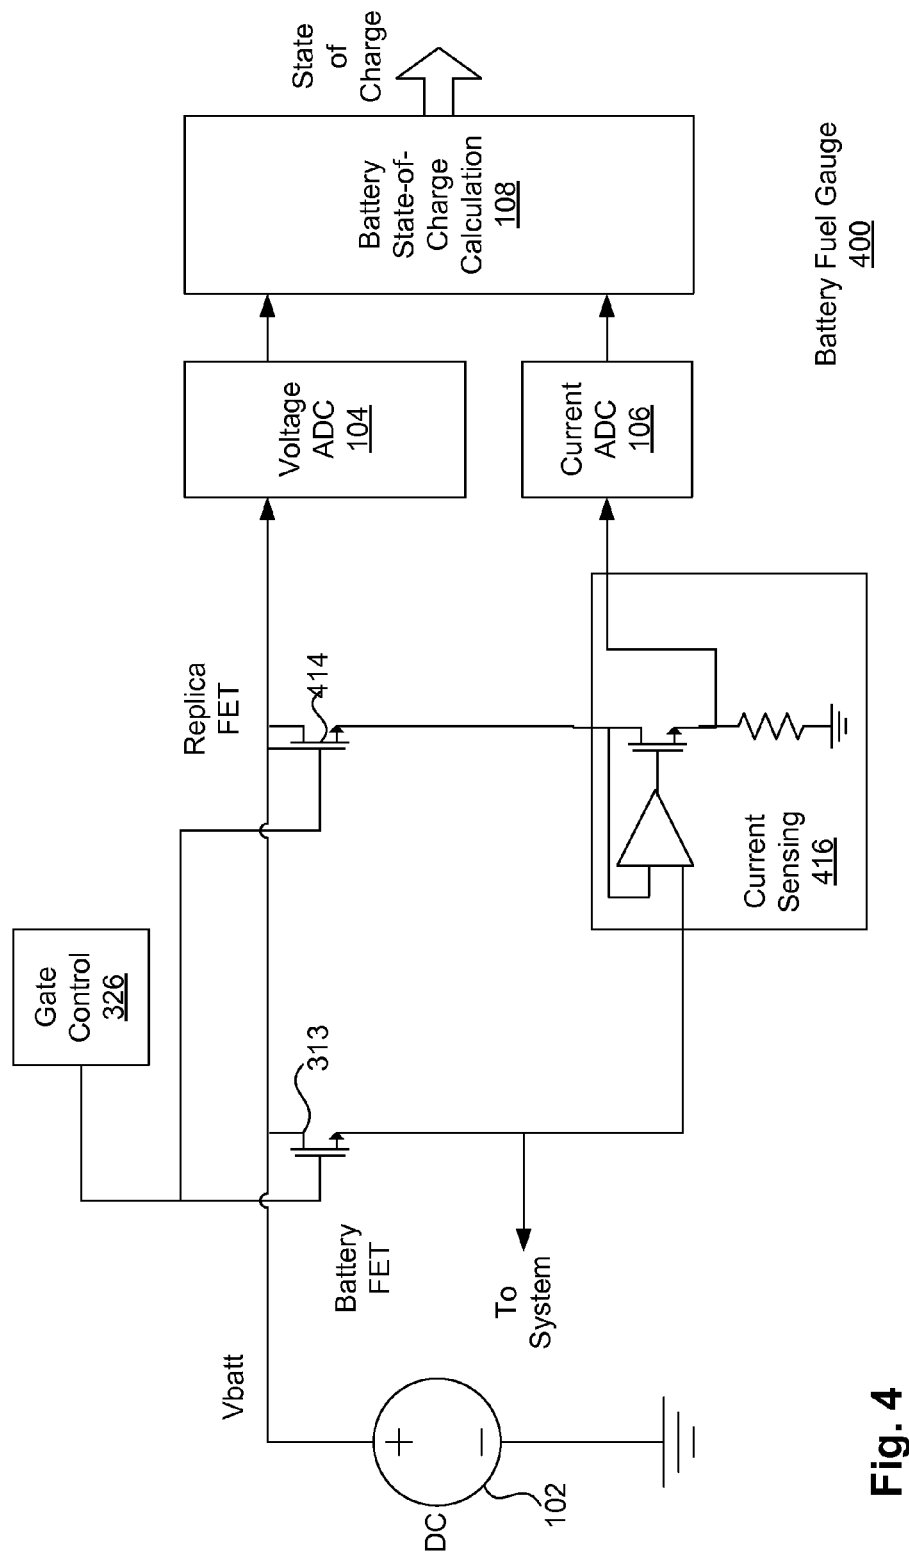 State
of
Charge
Battery
State-of-
Charge
Calculation
108
Voltage
ADC
104
Current
ADC
106
Replica
FET
414
Gate
Control
326
313
Battery
FET
Current
Sensing
416
To
System
Vbatt
+
−
DC
102
Battery Fuel Gauge
400
Fig. 4